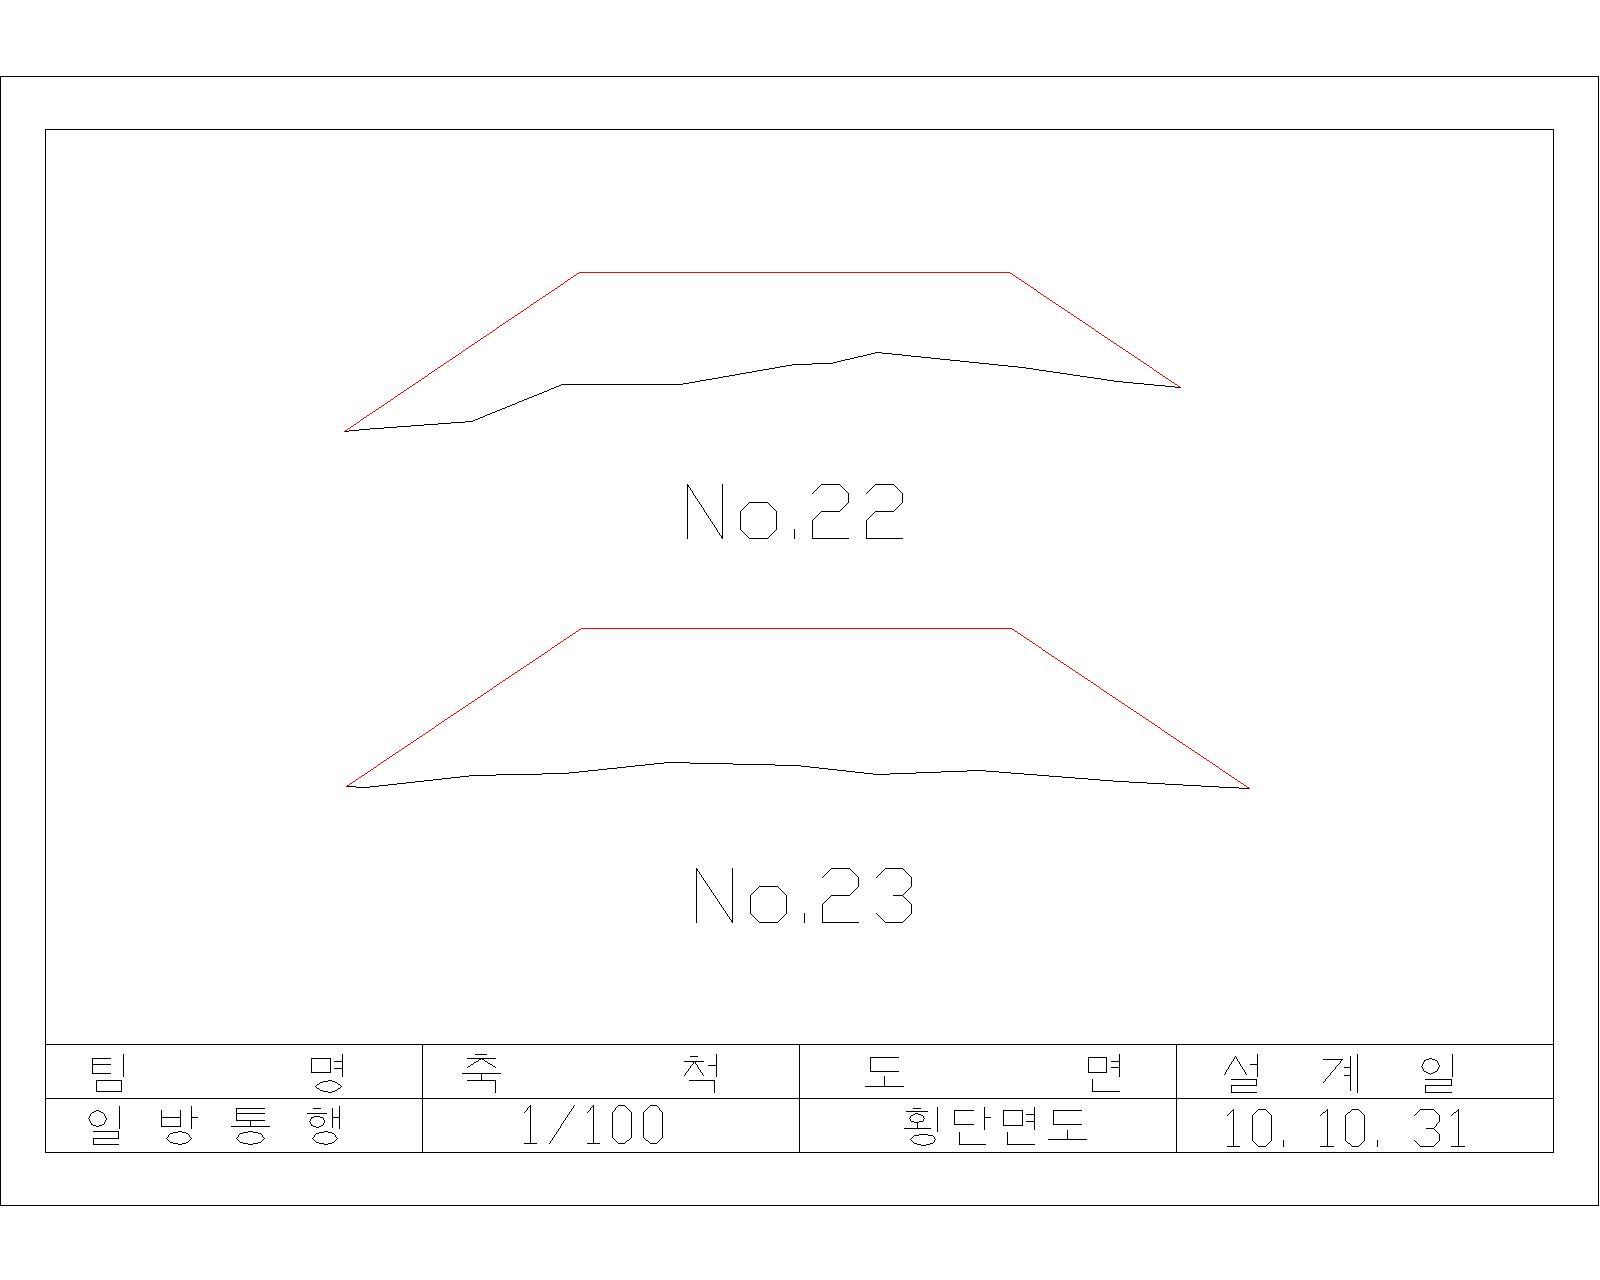 No.22
No.23
팀 명 축 척 도 면 설 계 일
일 방 통 행 1/100 횡단면도 10. 10. 31